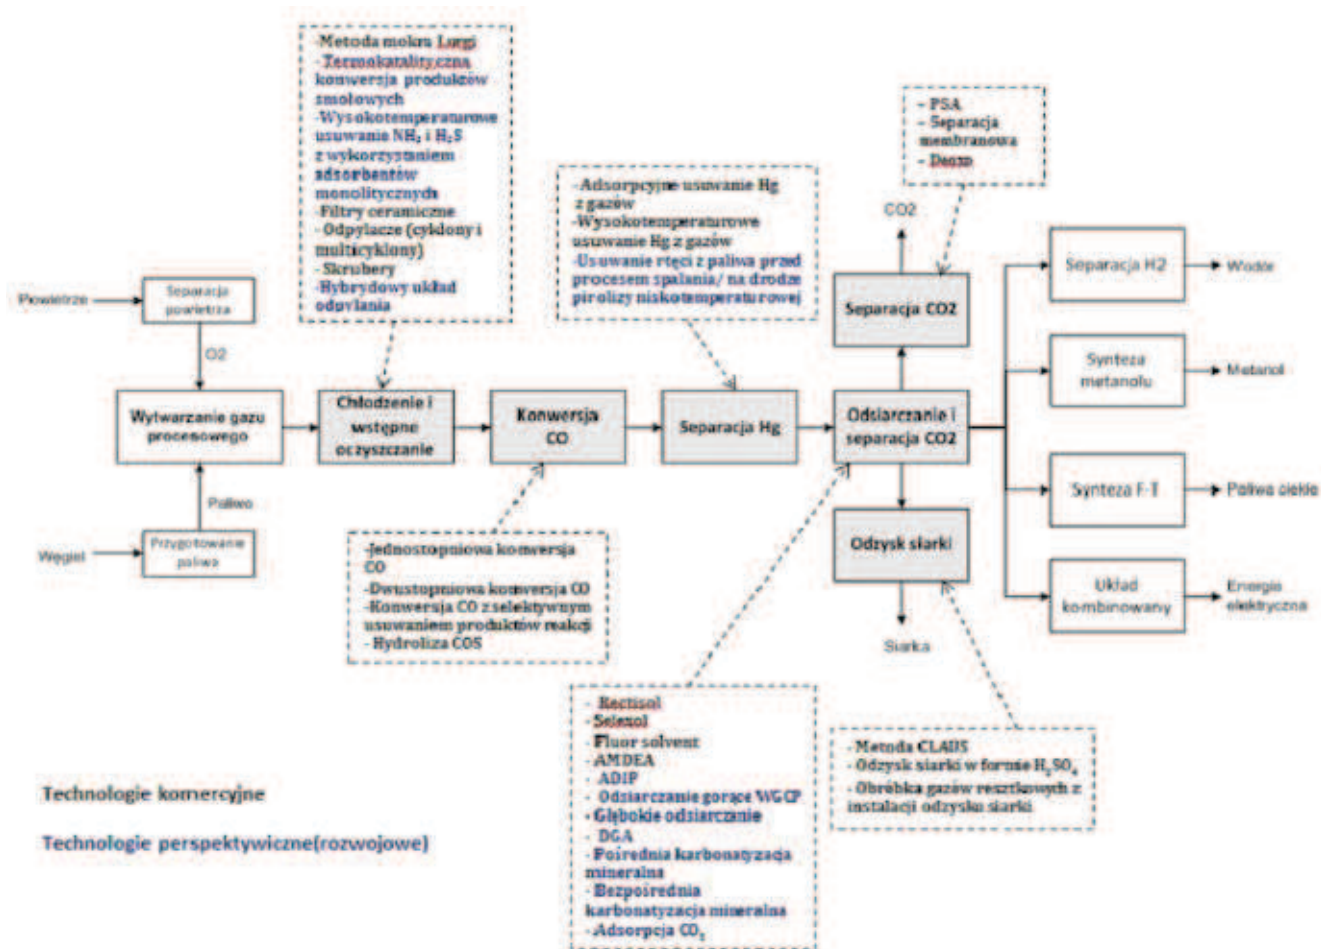 -Metoda mokra Lurgi
- Termokatalityczna
konwersja produktów
smołowych
-Wysokotemperaturowe
usuwanie NH₃ i H₂S
z wykorzystaniem
adsorbentów
monolitycznych
-Filtry ceramiczne
- Odpylacze (cyklony i
multicyklony)
-Skrubery
-Hybrydowy układ
odpylania
- PSA
- Separacja
membranowa
-Adsorpcyjne usuwanie Hg
z gazów
-Wysokotemperaturowe
usuwanie Hg z gazów
-Usuwanie rtęci z paliwa przed
procesem spalania/ na drodze
pirolizy niskotemperaturowej
CO2
Powietrze
Separacja
powietrza
O2
Separacja CO2
Separacja H2
Wodór
Synteza
metanolu
Metanol
Wytwarzanie gazu
procesowego
Chłodzenie i
wstępne
oczyszczanie
Konwersja
CO
Separacja Hg
Odsiarczanie i
separacja CO2
Synteza F-T
Paliwa ciekłe
Paliwo
Węgiel
Przygotowanie
paliwa
Odzysk siarki
Układ
kombinowany
Energia
elektryczna
Siarka
-Jednostopniowa konwersja
CO
-Dwustopniowa konwersja CO
-Konwersja CO z selektywnym
usuwaniem produktów reakcji
- Hydroliza COS
- Rectisol
- Selexol
- Fluor solvent
- AMDEA
- ADIP
- Odsiarczanie gorące WGCP
- Głębokie odsiarczanie
- DGA
- Pośrednia karbonatyzacja
mineralna
- Bezpośrednia
karbonatyzacja mineralna
- Adsorpcja CO₂
- Metoda CLAUS
- Odzysk siarki w formie H₂SO₄
- Obróbka gazów resztkowych z
instalacji odzysku siarki
Technologie komercyjne
Technologie perspektywiczne(rozwojowe)